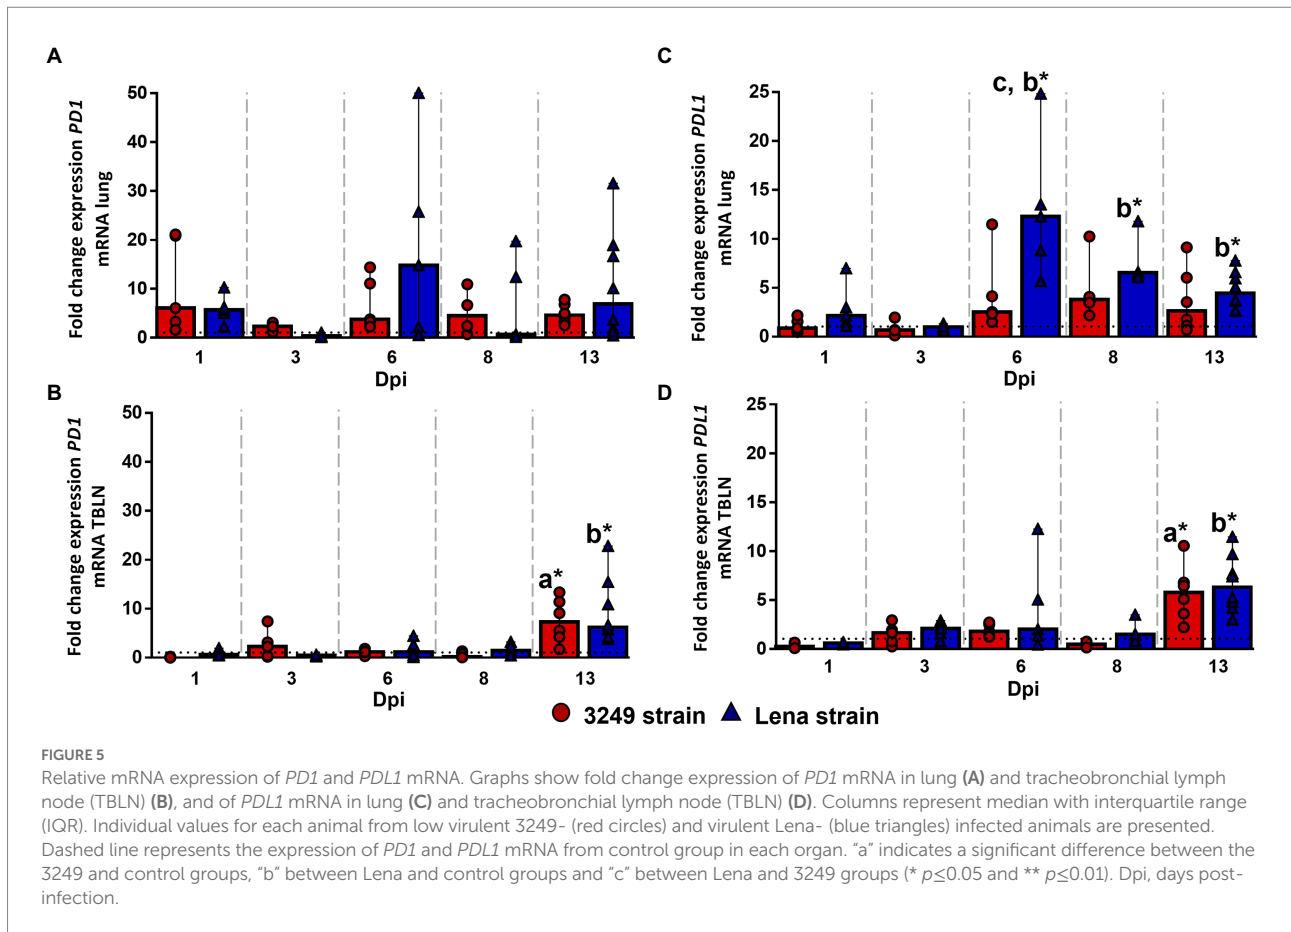 A
Fold change expression PD1
mRNA lung
50
40
30
20
10
0
1 3 6 8 13
Dpi
C
Fold change expression PDL1
mRNA lung
25
20
15
10
5
0
c, b*
b*
b*
1 3 6 8 13
Dpi
B
Fold change expression PD1
mRNA TBLN
50
40
30
20
10
0
a*
b*
1 3 6 8 13
Dpi
D
Fold change expression PDL1
mRNA TBLN
25
20
15
10
5
0
a*
b*
1 3 6 8 13
Dpi
3249 strain Lena strain
FIGURE 5
Relative mRNA expression of PD1 and PDL1 mRNA. Graphs show fold change expression of PD1 mRNA in lung (A) and tracheobronchial lymph
node (TBLN) (B), and of PDL1 mRNA in lung (C) and tracheobronchial lymph node (TBLN) (D). Columns represent median with interquartile range
(IQR). Individual values for each animal from low virulent 3249- (red circles) and virulent Lena- (blue triangles) infected animals are presented.
Dashed line represents the expression of PD1 and PDL1 mRNA from control group in each organ. “a” indicates a significant difference between the
3249 and control groups, “b” between Lena and control groups and “c” between Lena and 3249 groups (* p≤0.05 and ** p≤0.01). Dpi, days post-
infection.